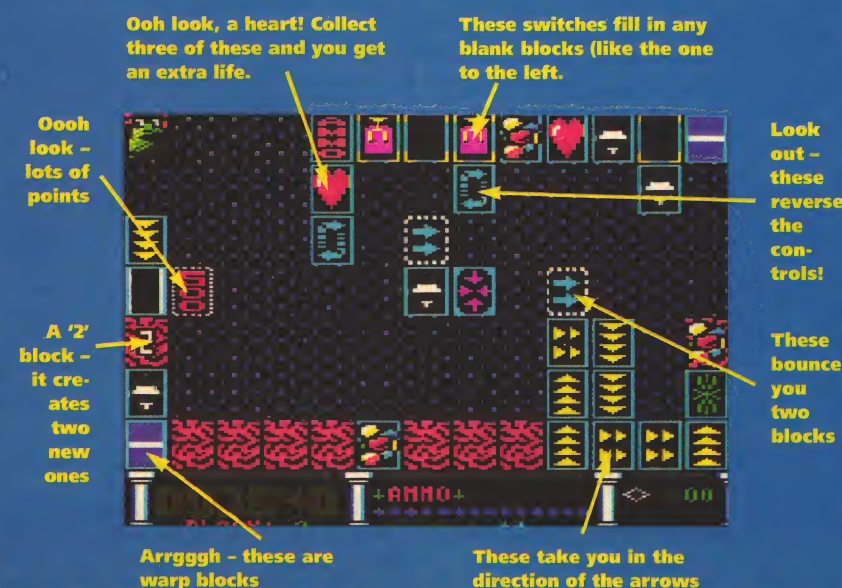 Ooh look, a heart! Collect
three of these and you get
an extra life.
These switches fill in any
blank blocks (like the one
to the left.
Oooh
look –
lots of
points
Look
out –
these
reverse
the
con-
trols!
A '2'
block –
it cre-
ates
two
new
ones
2
These
bounce
you
two
blocks
+AMMO+
00
Arrgggh – these are
warp blocks
These take you in the
direction of the arrows